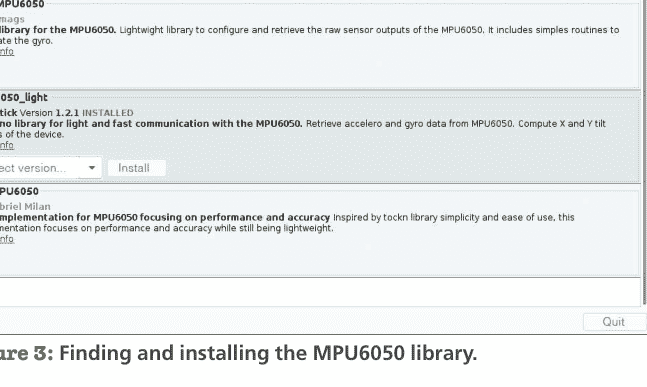 MPU6050
mags
library for the MPU6050. Lightwight library to configure and retrieve the raw sensor outputs of the MPU6050. It includes simples routines to
ate the gyro.
nfo
050_light
tick Version 1.2.1 INSTALLED
no library for light and fast communication with the MPU6050. Retrieve accelero and gyro data from MPU6050. Compute X and Y tilt
s of the device.
nfo
ect version... Install
PU6050
briel Milan
mplementation for MPU6050 focusing on performance and accuracy Inspired by tockn library simplicity and ease of use, this
mentation focuses on performance and accuracy while still being lightweight.
nfo
Quit
ure 3: Finding and installing the MPU6050 library.